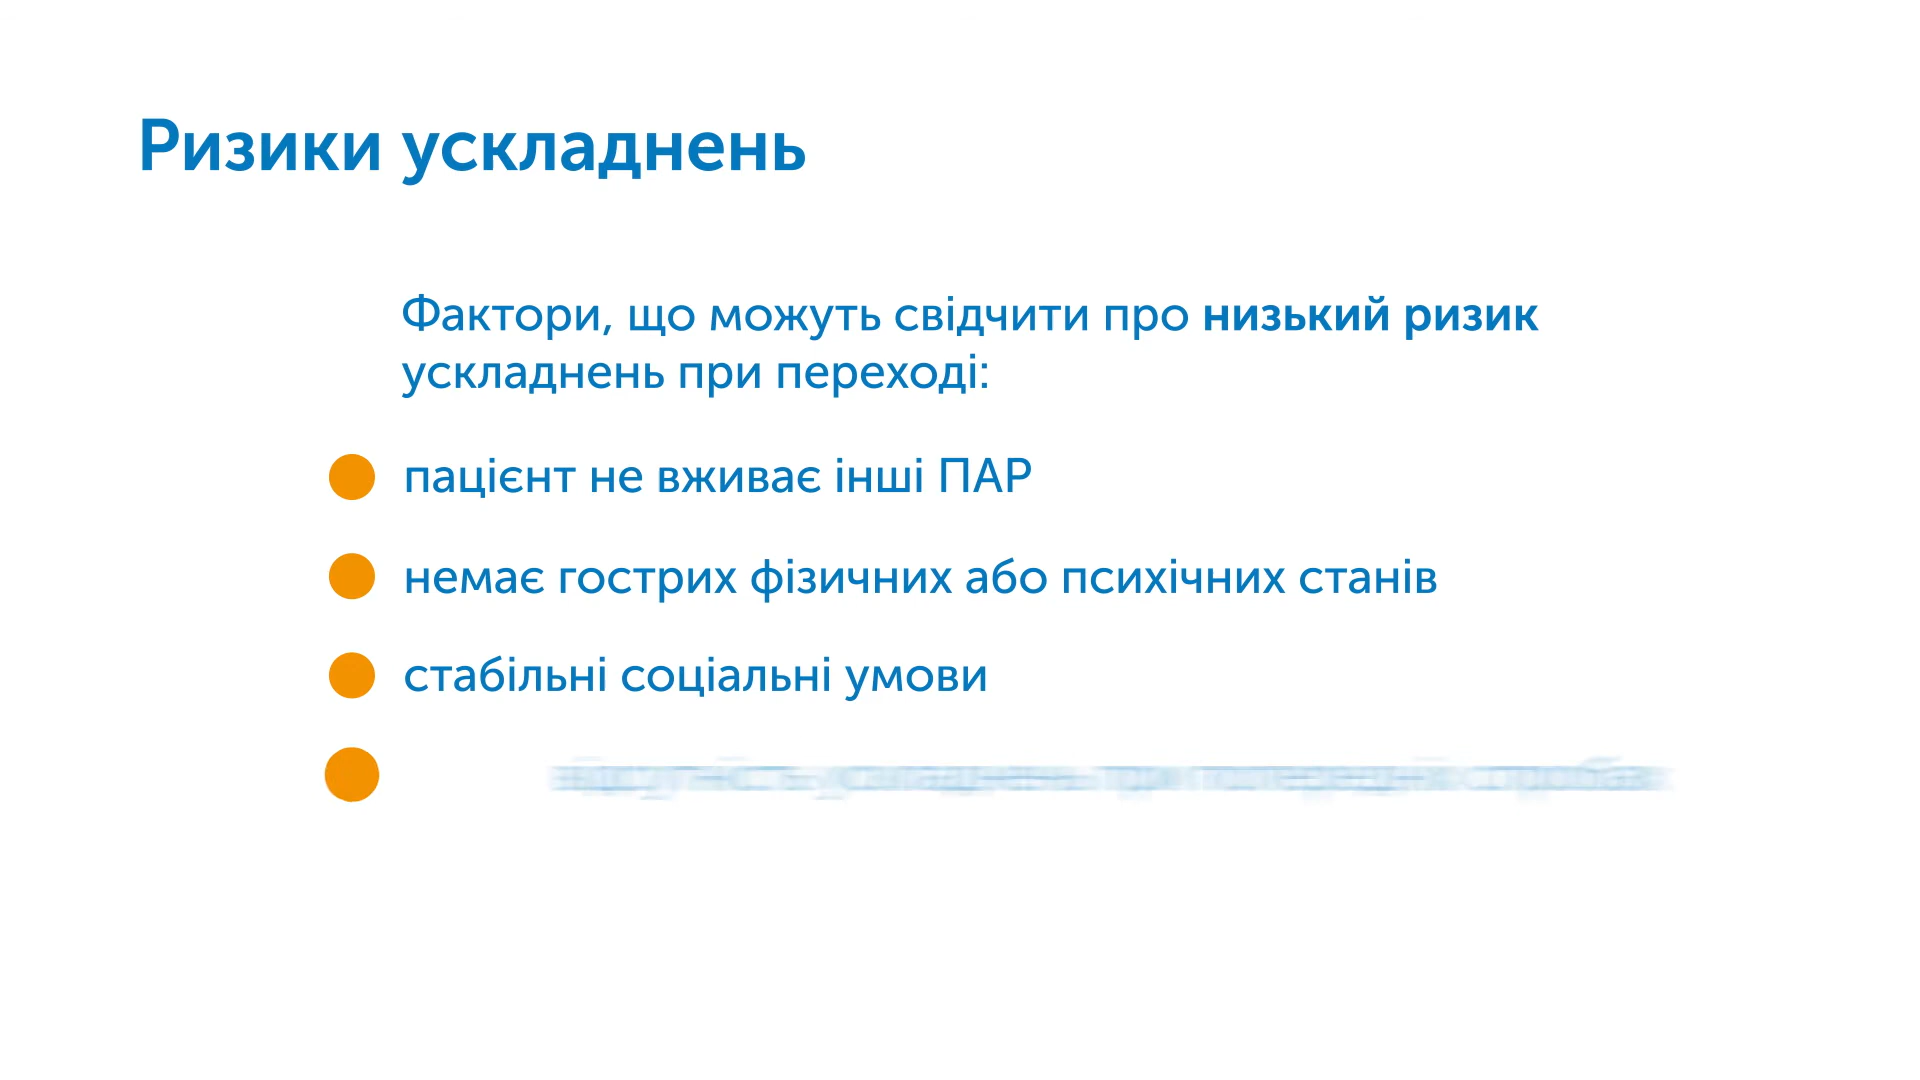 Ризики ускладнень
Фактори, що можуть свідчити про низький ризик
ускладнень при переході:
пацієнт не вживає інші ПАР
немає гострих фізичних або психічних станів
стабільні соціальні умови